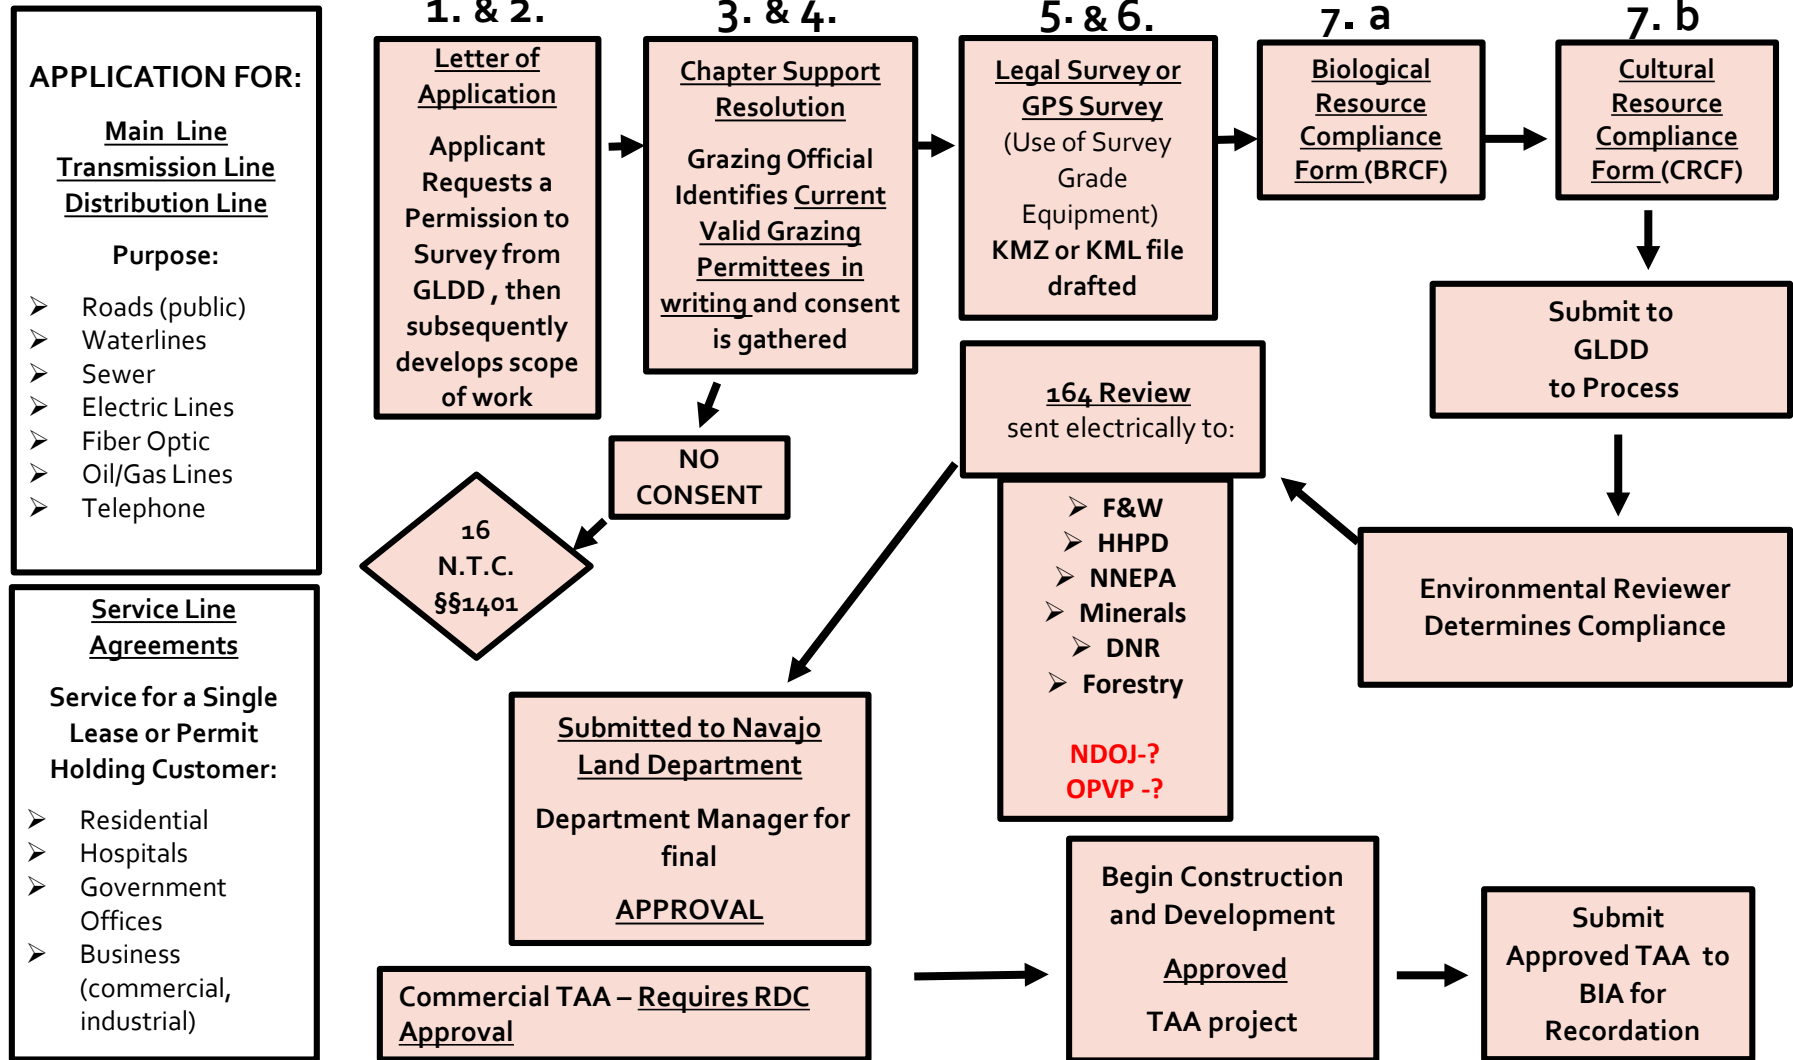 1. & 2.
3. & 4.
5. & 6.
7. a
7. b
APPLICATION FOR:
Main Line
Transmission Line
Distribution Line
Purpose:
➢ Roads (public)
➢ Waterlines
➢ Sewer
➢ Electric Lines
➢ Fiber Optic
➢ Oil/Gas Lines
➢ Telephone
Service Line
Agreements
Service for a Single
Lease or Permit
Holding Customer:
➢ Residential
➢ Hospitals
➢ Government
Offices
➢ Business
(commercial,
industrial)
Letter of
Application
Applicant
Requests a
Permission to
Survey from
GLDD , then
subsequently
develops scope
of work
Chapter Support
Resolution
Grazing Official
Identifies Current
Valid Grazing
Permittees in
writing and consent
is gathered
NO
CONSENT
16
N.T.C.
§§1401
Legal Survey or
GPS Survey
(Use of Survey
Grade
Equipment)
KMZ or KML file
drafted
Biological
Resource
Compliance
Form (BRCF)
Cultural
Resource
Compliance
Form (CRCF)
Submit to
GLDD
to Process
Environmental Reviewer
Determines Compliance
164 Review
sent electrically to:
➢ F&W
➢ HHPD
➢ NNEPA
➢ Minerals
➢ DNR
➢ Forestry
NDOJ-?
OPVP -?
Submitted to Navajo
Land Department
Department Manager for
final
APPROVAL
Commercial TAA – Requires RDC
Approval
Begin Construction
and Development
Approved
TAA project
Submit
Approved TAA to
BIA for
Recordation